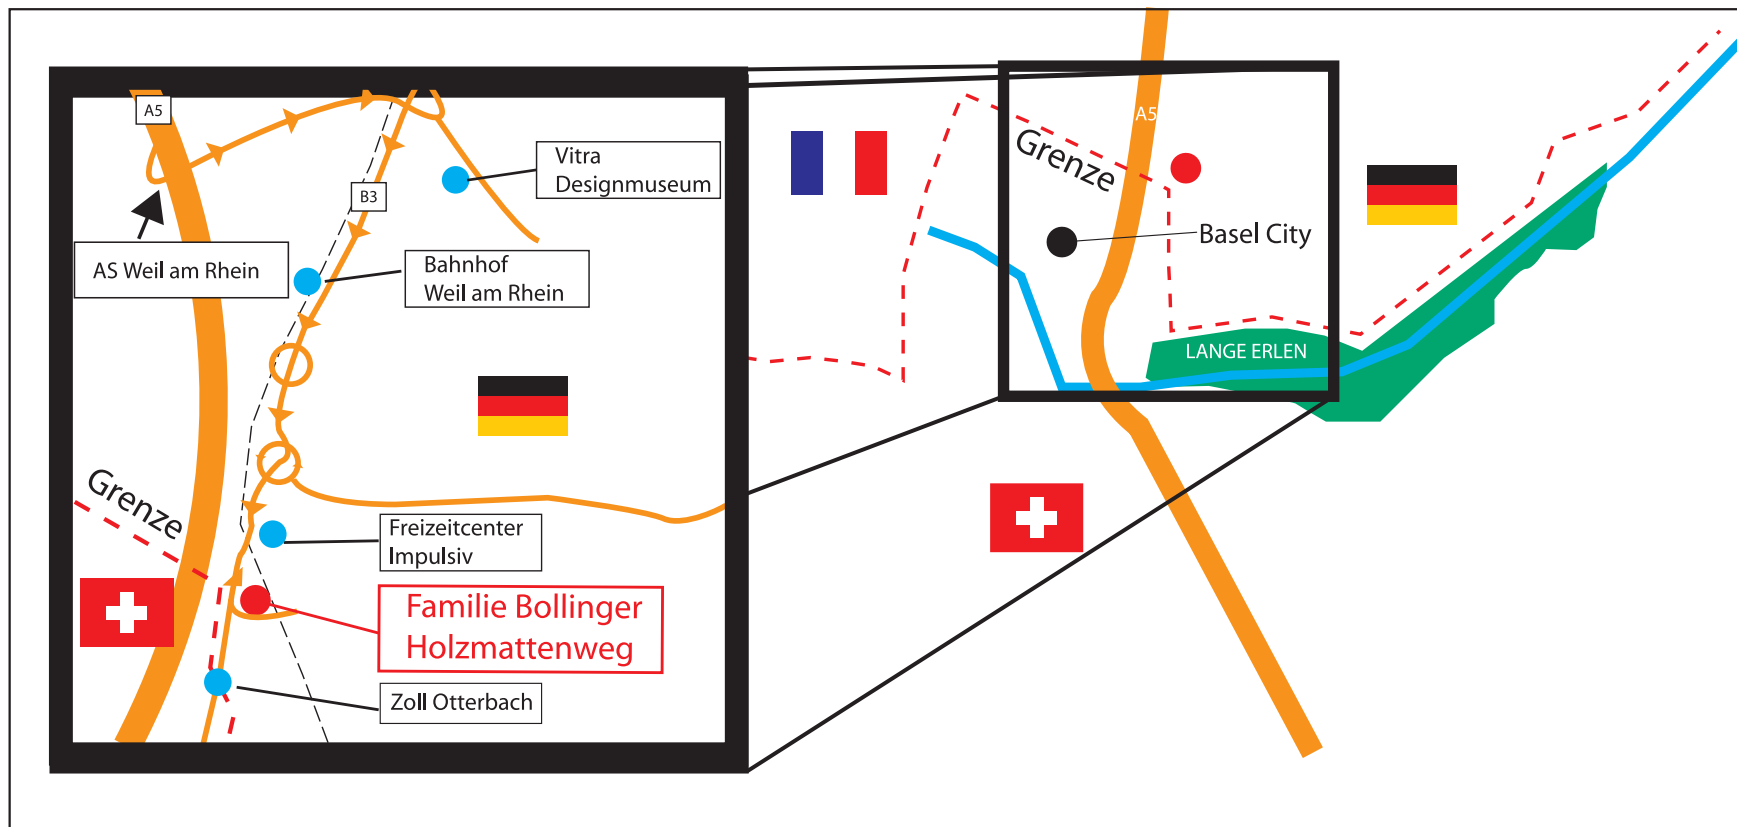 A5
B3
AS Weil am Rhein
Vitra
Designmuseum
Bahnhof
Weil am Rhein
Grenze
Freizeitcenter
Impulsiv
Familie Bollinger
Holzmattenweg
Zoll Otterbach
A5
Grenze
Basel City
LANGE ERLEN